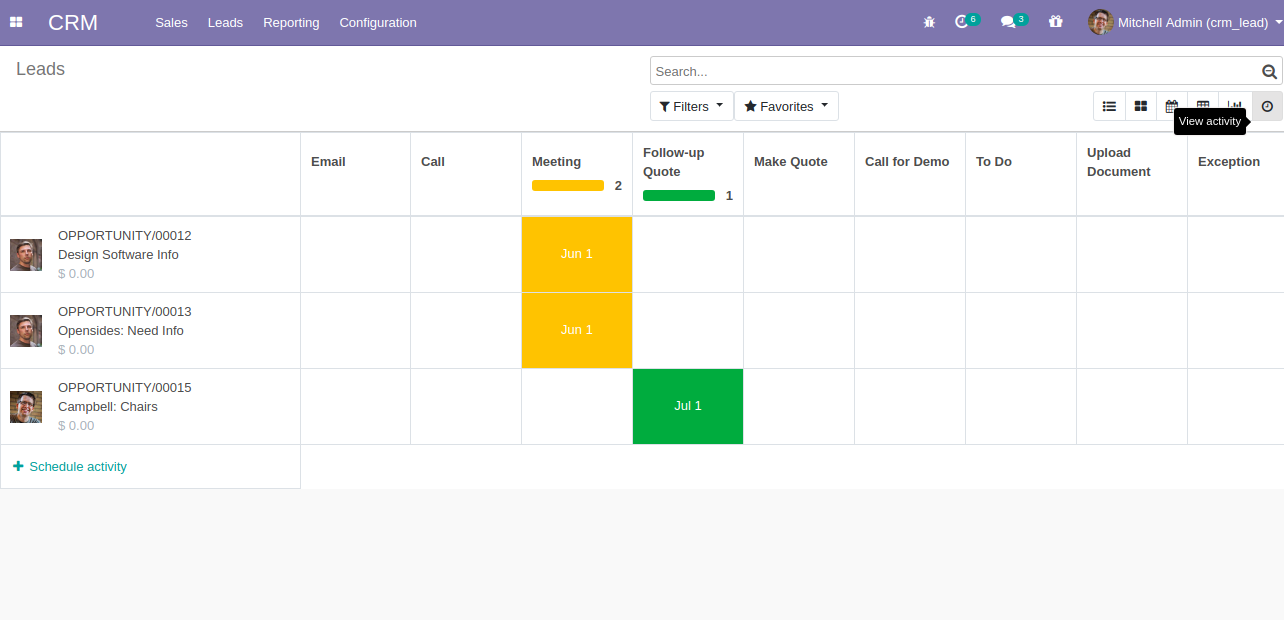 CRM
Sales Leads Reporting Configuration
6 3 Mitchell Admin (crm_lead)
Leads
Search...
Filters Favorites
View activity
Email Call Meeting Follow-up Quote Make Quote Call for Demo To Do Upload Document Exception
2 1
OPPORTUNITY/00012
Design Software Info
$ 0.00
Jun 1
OPPORTUNITY/00013
Opensides: Need Info
$ 0.00
Jun 1
OPPORTUNITY/00015
Campbell: Chairs
$ 0.00
Jul 1
Schedule activity